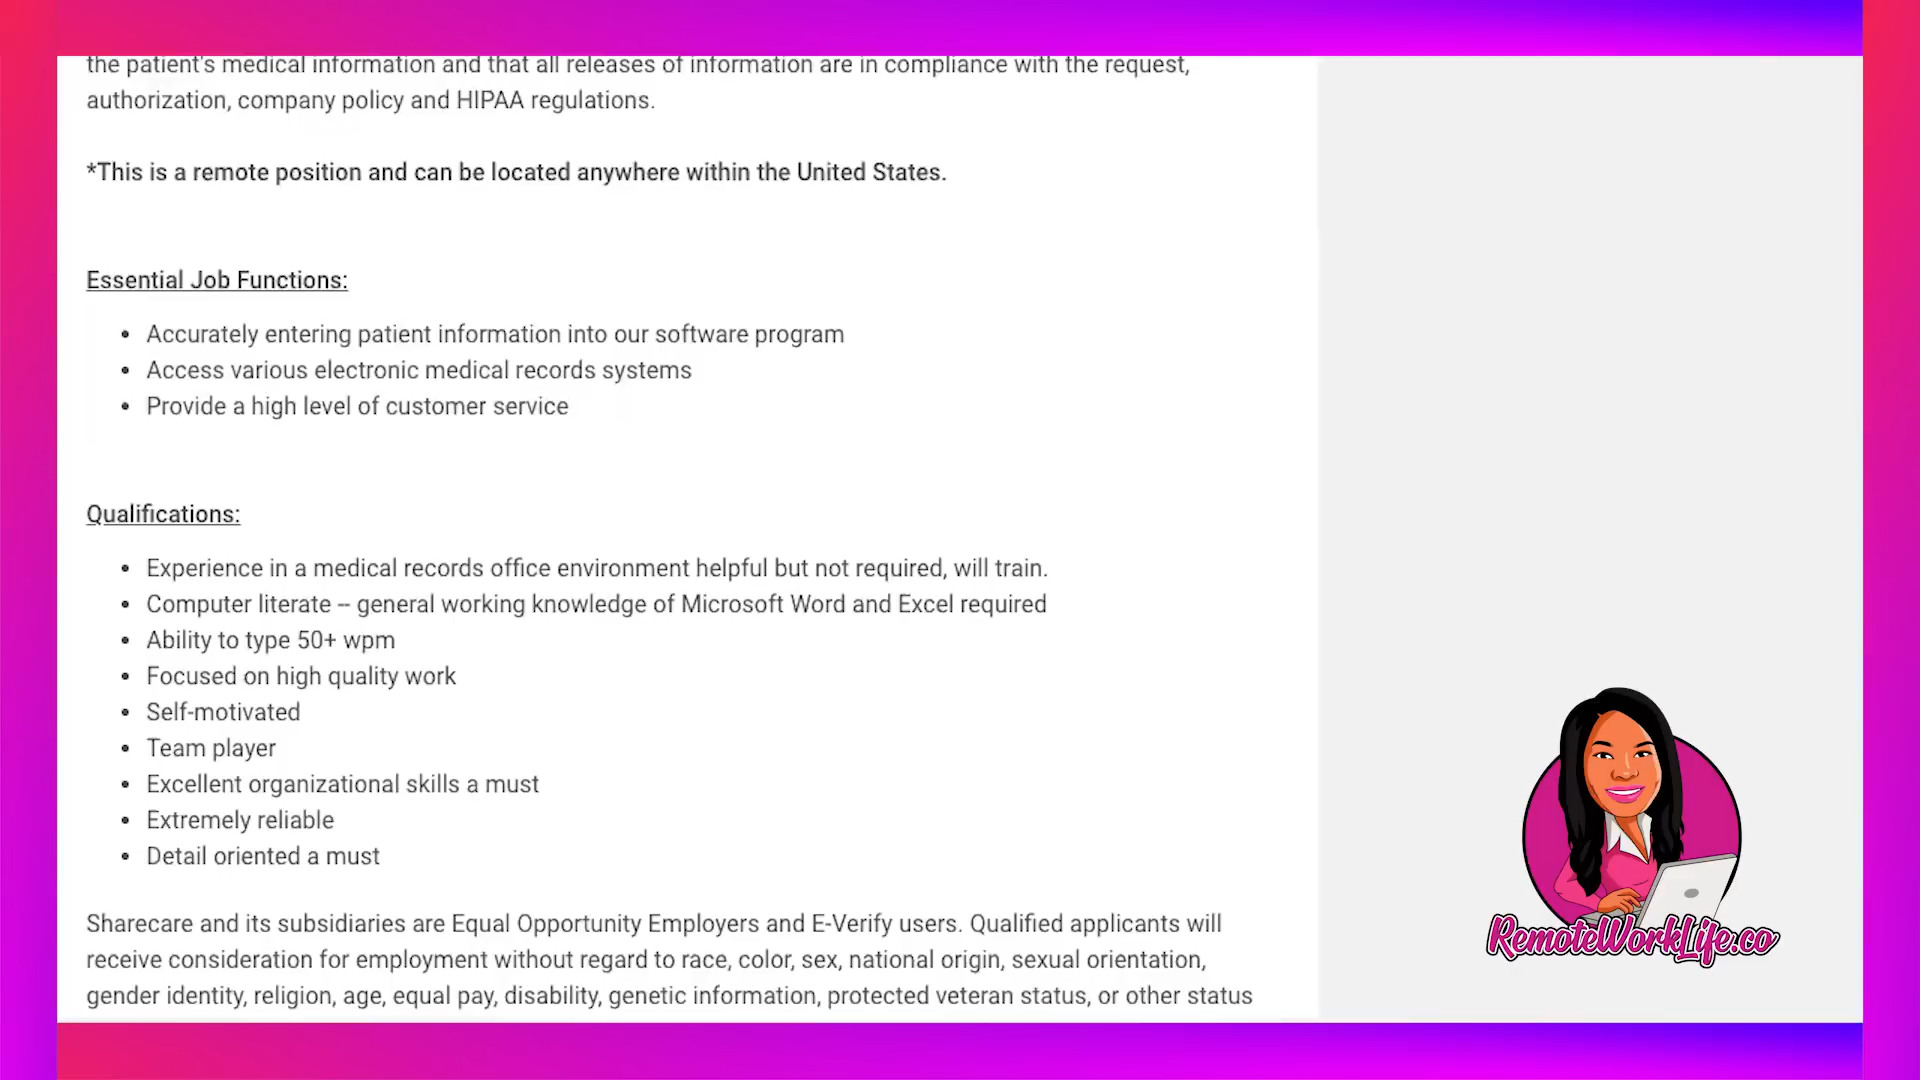 the patient's medical information and that all releases of information are in compliance with the request,
authorization, company policy and HIPAA regulations.
*This is a remote position and can be located anywhere within the United States.
Essential Job Functions:
• Accurately entering patient information into our software program
• Access various electronic medical records systems
• Provide a high level of customer service
Qualifications:
• Experience in a medical records office environment helpful but not required, will train.
• Computer literate -- general working knowledge of Microsoft Word and Excel required
• Ability to type 50+ wpm
• Focused on high quality work
• Self-motivated
• Team player
• Excellent organizational skills a must
• Extremely reliable
• Detail oriented a must
Sharecare and its subsidiaries are Equal Opportunity Employers and E-Verify users. Qualified applicants will
receive consideration for employment without regard to race, color, sex, national origin, sexual orientation,
gender identity, religion, age, equal pay, disability, genetic information, protected veteran status, or other status
RemoteWorkLife.co